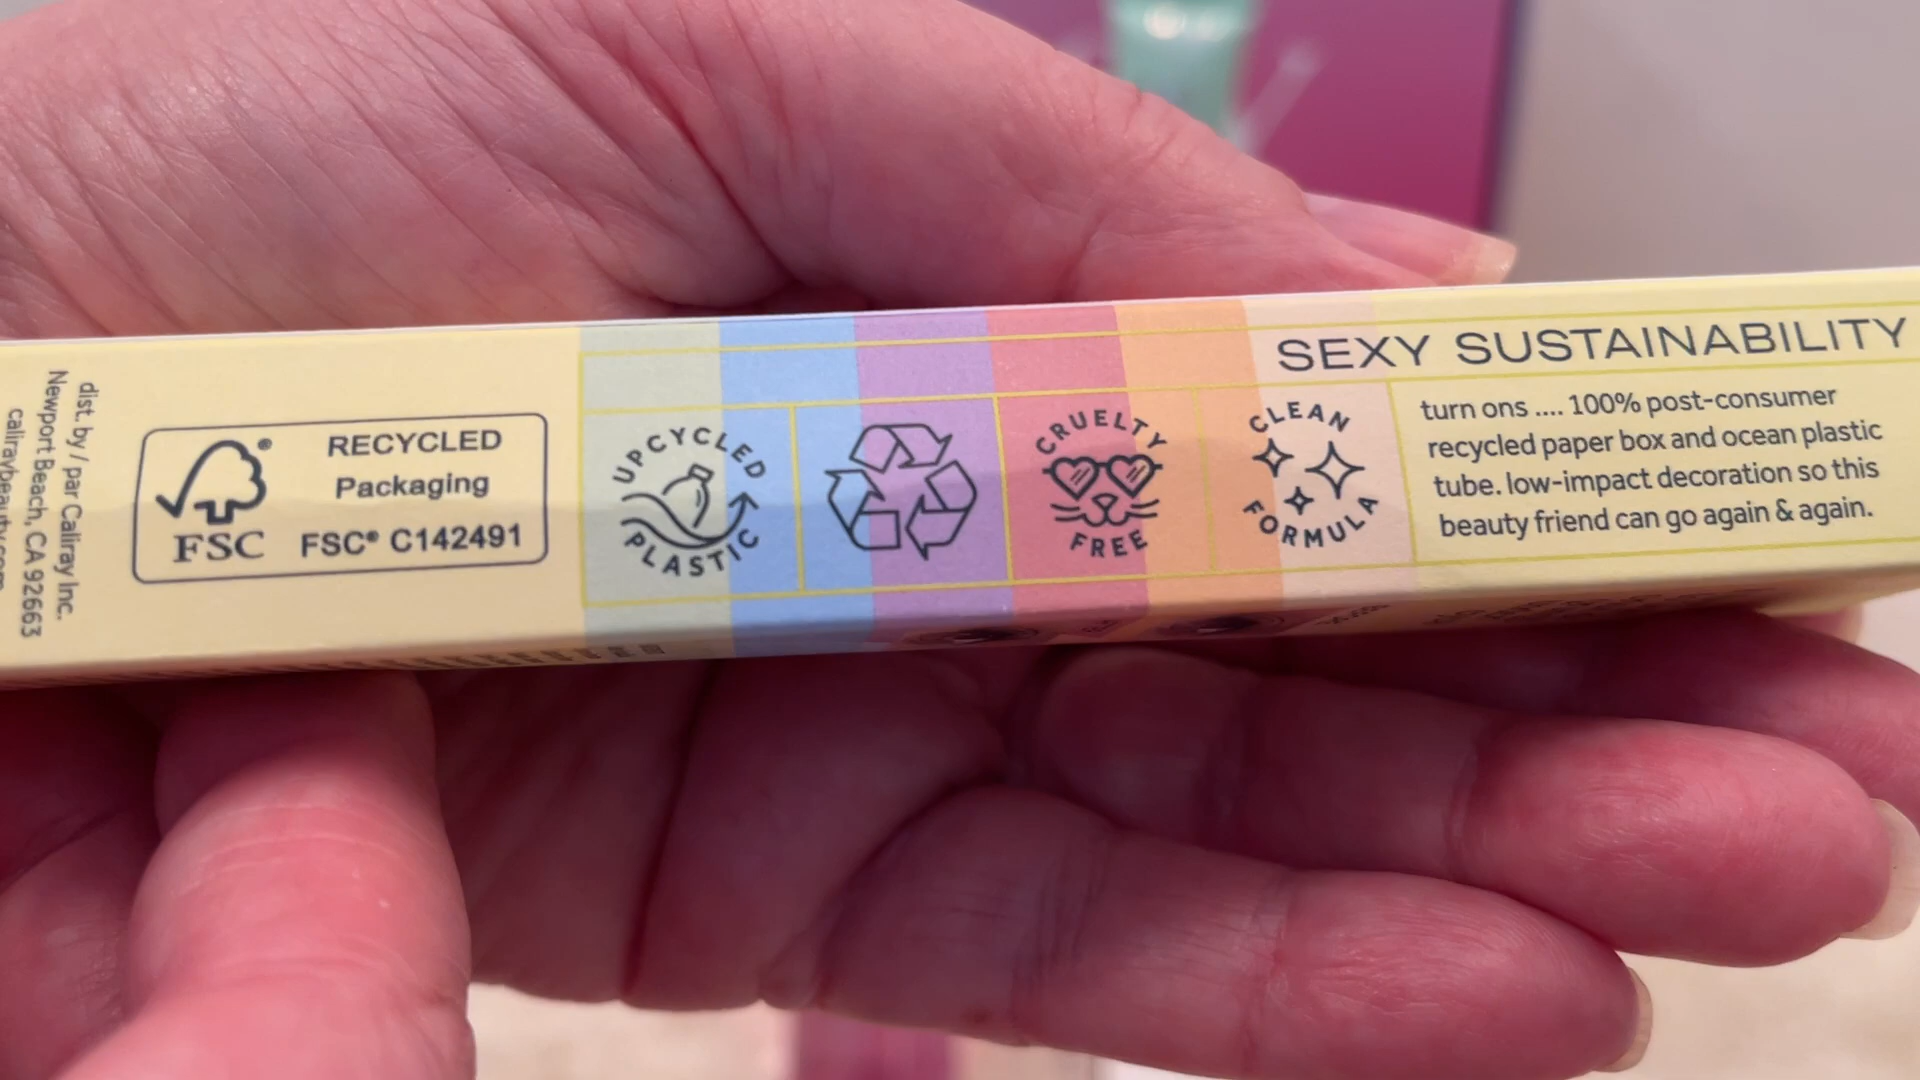 dist. by / par Caliray Inc.
Newport Beach, CA 92663
caliraybeauty.com
RECYCLED
Packaging
FSC® C142491
®
FSC
UPCYCLED
PLASTIC
CRUELTY
FREE
CLEAN
FORMULA
SEXY SUSTAINABILITY
turn ons .... 100% post-consumer
recycled paper box and ocean plastic
tube. low-impact decoration so this
beauty friend can go again & again.